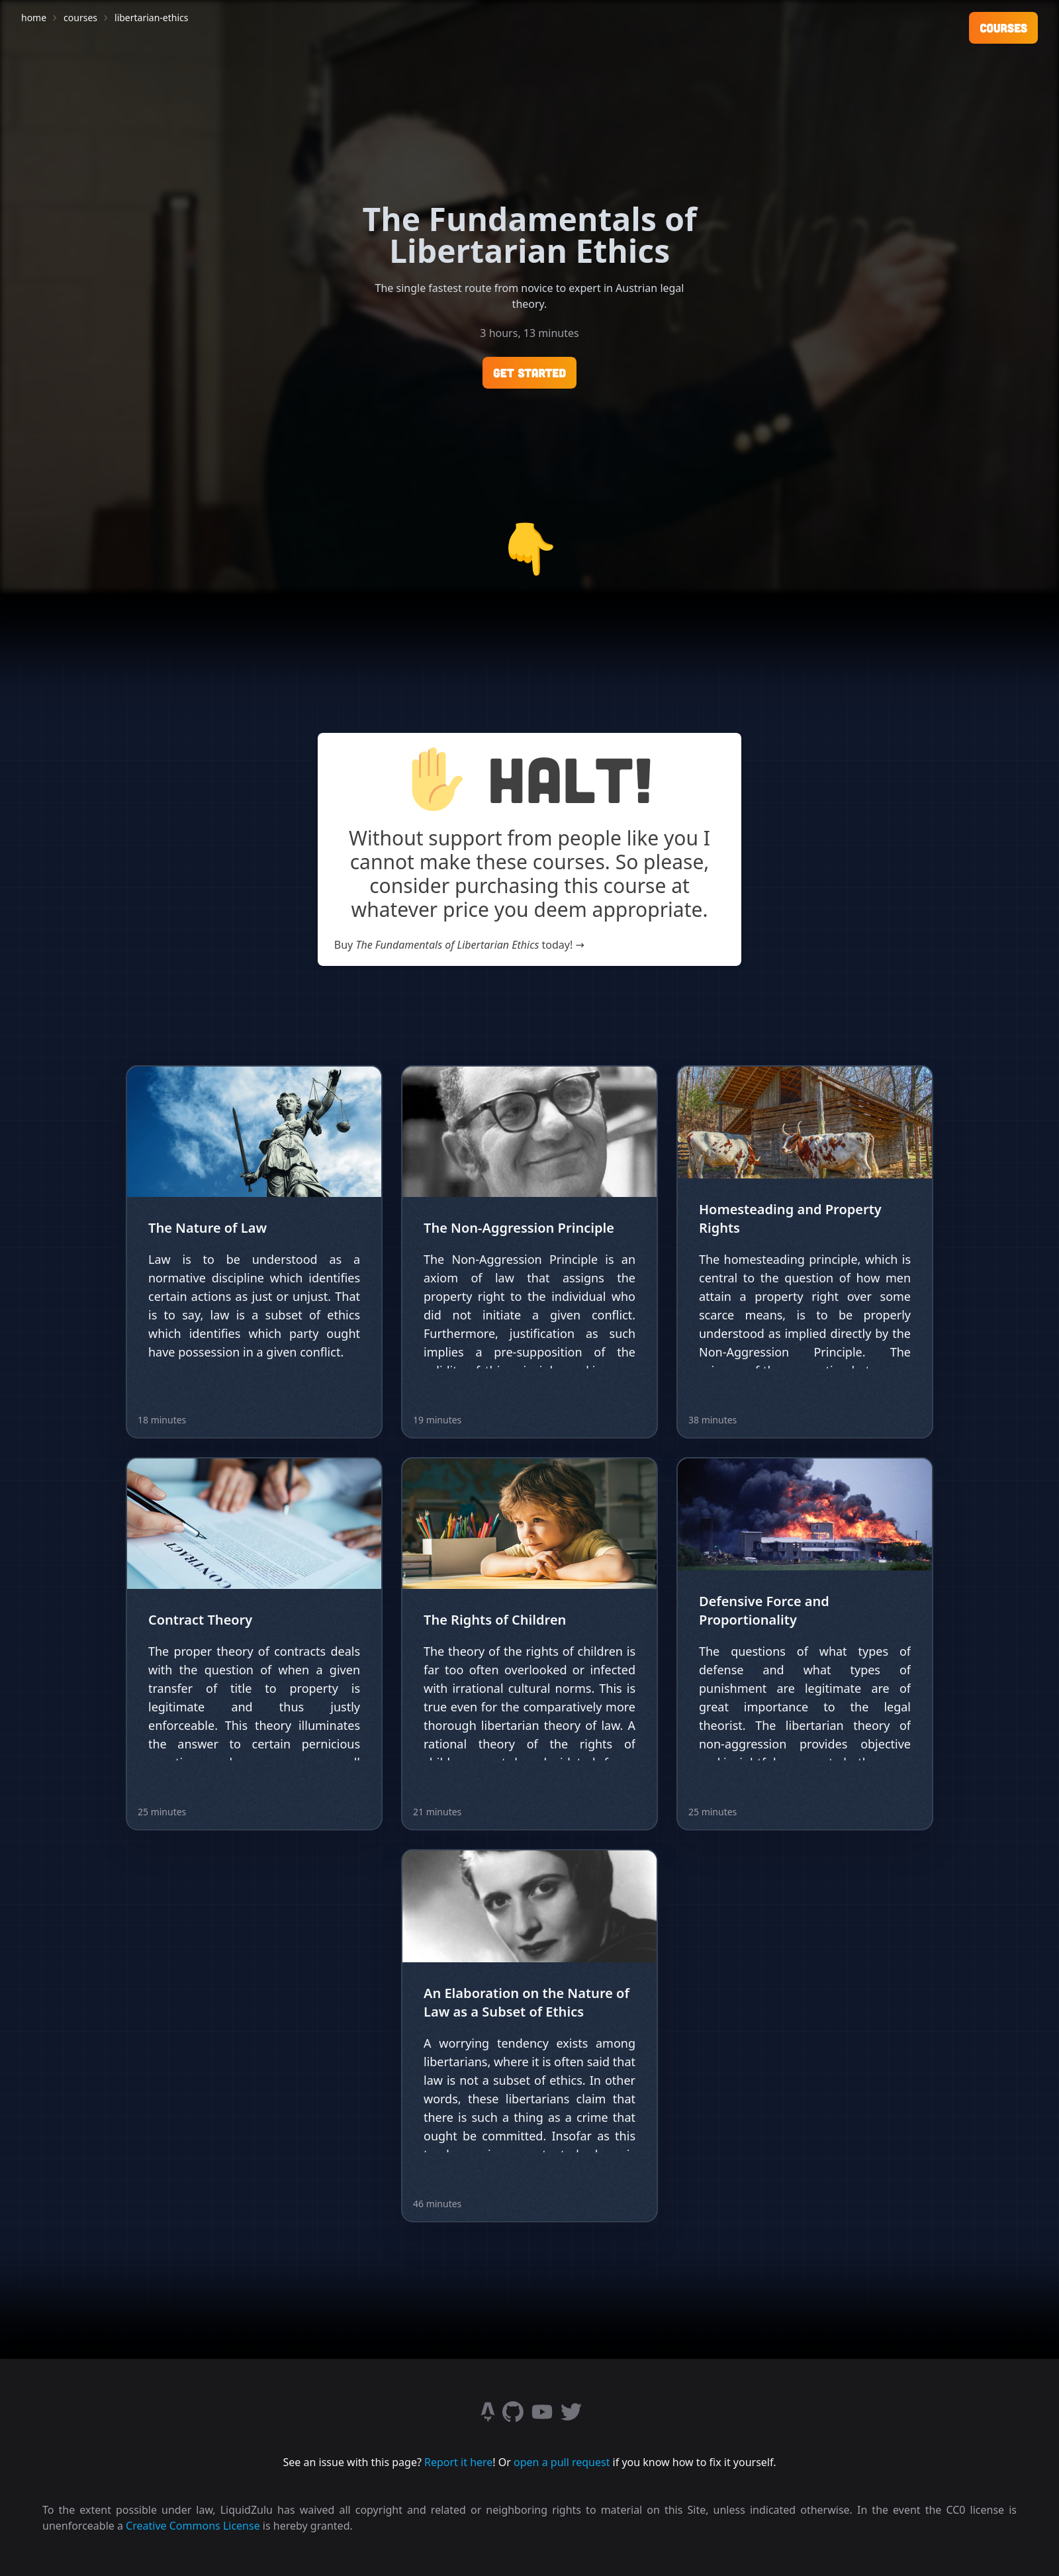 home > courses > libertarian-ethics
COURSES
The Fundamentals of
Libertarian Ethics
The single fastest route from novice to expert in Austrian legal
theory.
3 hours, 13 minutes
GET STARTED
HALT!
Without support from people like you I
cannot make these courses. So please,
consider purchasing this course at
whatever price you deem appropriate.
Buy The Fundamentals of Libertarian Ethics today! →
The Nature of Law
Law is to be understood as a
normative discipline which identifies
certain actions as just or unjust. That
is to say, law is a subset of ethics
which identifies which party ought
have possession in a given conflict.
18 minutes
The Non-Aggression Principle
The Non-Aggression Principle is an
axiom of law that assigns the
property right to the individual who
did not initiate a given conflict.
Furthermore, justification as such
implies a pre-supposition of the
19 minutes
Homesteading and Property
Rights
The homesteading principle, which is
central to the question of how men
attain a property right over some
scarce means, is to be properly
understood as implied directly by the
Non-Aggression Principle. The
38 minutes
CONTRACT
Contract Theory
The proper theory of contracts deals
with the question of when a given
transfer of title to property is
legitimate and thus justly
enforceable. This theory illuminates
the answer to certain pernicious
25 minutes
The Rights of Children
The theory of the rights of children is
far too often overlooked or infected
with irrational cultural norms. This is
true even for the comparatively more
thorough libertarian theory of law. A
rational theory of the rights of
21 minutes
Defensive Force and
Proportionality
The questions of what types of
defense and what types of
punishment are legitimate are of
great importance to the legal
theorist. The libertarian theory of
non-aggression provides objective
25 minutes
An Elaboration on the Nature of
Law as a Subset of Ethics
A worrying tendency exists among
libertarians, where it is often said that
law is not a subset of ethics. In other
words, these libertarians claim that
there is such a thing as a crime that
ought be committed. Insofar as this
46 minutes
See an issue with this page? Report it here! Or open a pull request if you know how to fix it yourself.
To the extent possible under law, LiquidZulu has waived all copyright and related or neighboring rights to material on this Site, unless indicated otherwise. In the event the CC0 license is
unenforceable a Creative Commons License is hereby granted.